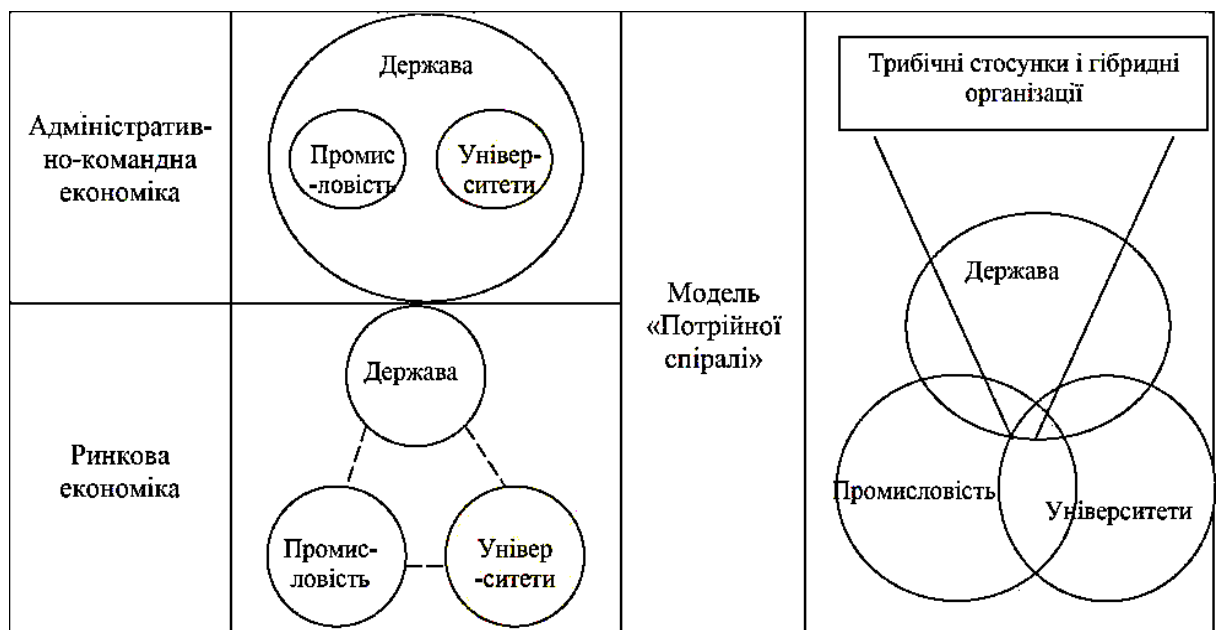 Адміністратив-
но-командна
економіка
Держава
Промис
-ловість
Універ-
ситети
Ринкова
економіка
Держава
Промис-
ловість
Універ
-ситети
Модель
«Потрійної
спіралі»
Трибічні стосунки і гібридні
організації
Держава
Промисловість
Університети